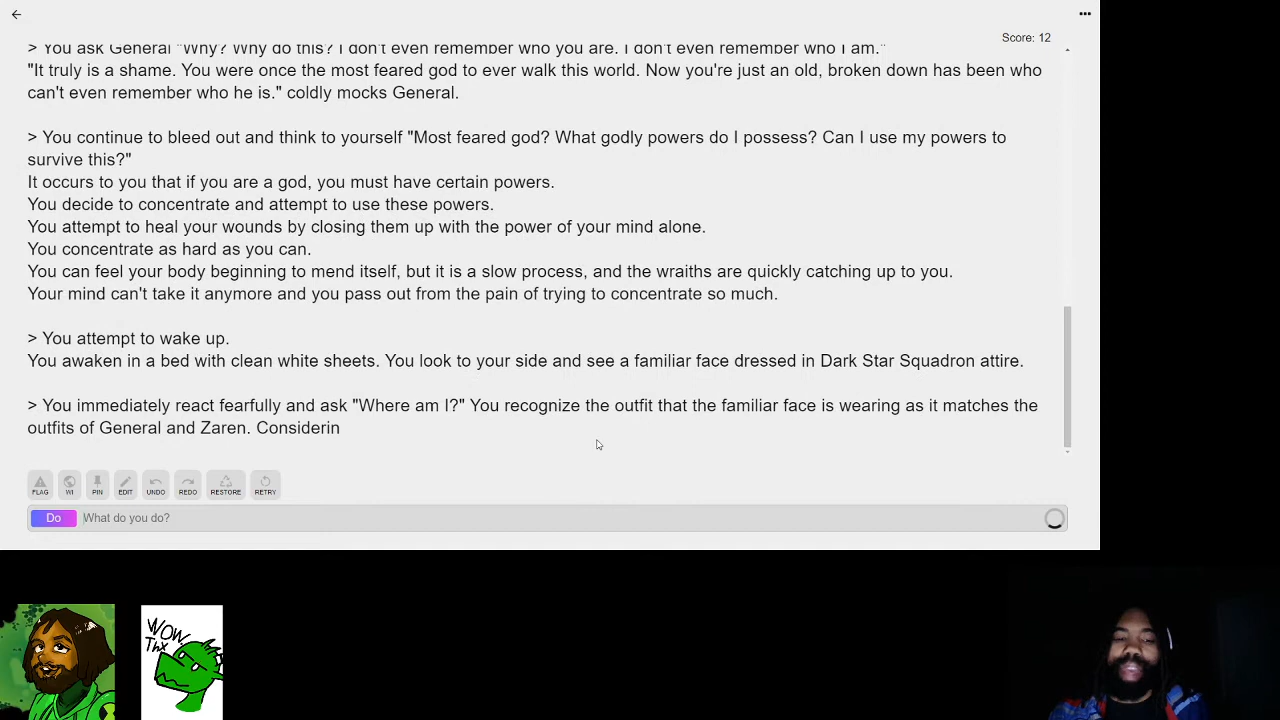 Score: 12
> You ask General "Why? Why do this? I don't even remember who you are. I don't even remember who I am."
"It truly is a shame. You were once the most feared god to ever walk this world. Now you're just an old, broken down has been who
can't even remember who he is." coldly mocks General.
> You continue to bleed out and think to yourself "Most feared god? What godly powers do I possess? Can I use my powers to
survive this?"
It occurs to you that if you are a god, you must have certain powers.
You decide to concentrate and attempt to use these powers.
You attempt to heal your wounds by closing them up with the power of your mind alone.
You concentrate as hard as you can.
You can feel your body beginning to mend itself, but it is a slow process, and the wraiths are quickly catching up to you.
Your mind can't take it anymore and you pass out from the pain of trying to concentrate so much.
> You attempt to wake up.
You awaken in a bed with clean white sheets. You look to your side and see a familiar face dressed in Dark Star Squadron attire.
> You immediately react fearfully and ask "Where am I?" You recognize the outfit that the familiar face is wearing as it matches the
outfits of General and Zaren. Considerin
FLAG WI PIN EDIT UNDO REDO RESTORE RETRY
Do What do you do?
WOW
Thx